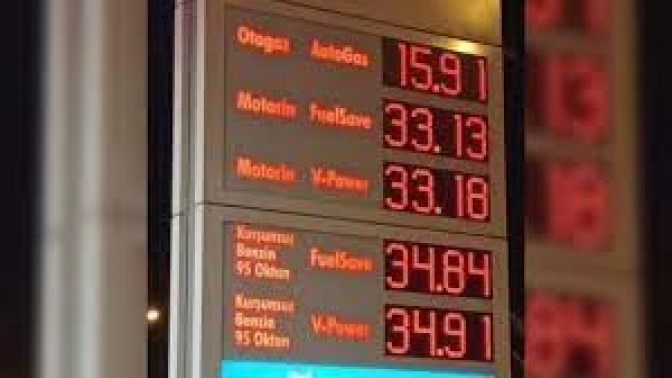 Otogaz AutoGas 15.91
Motorin FuelSave 33.13
Motorin V-Power 33.18
Kurşunsuz
Benzin
95 Oktan
FuelSave 34.84
Kurşunsuz
Benzin
95 Oktan
V-Power 34.91